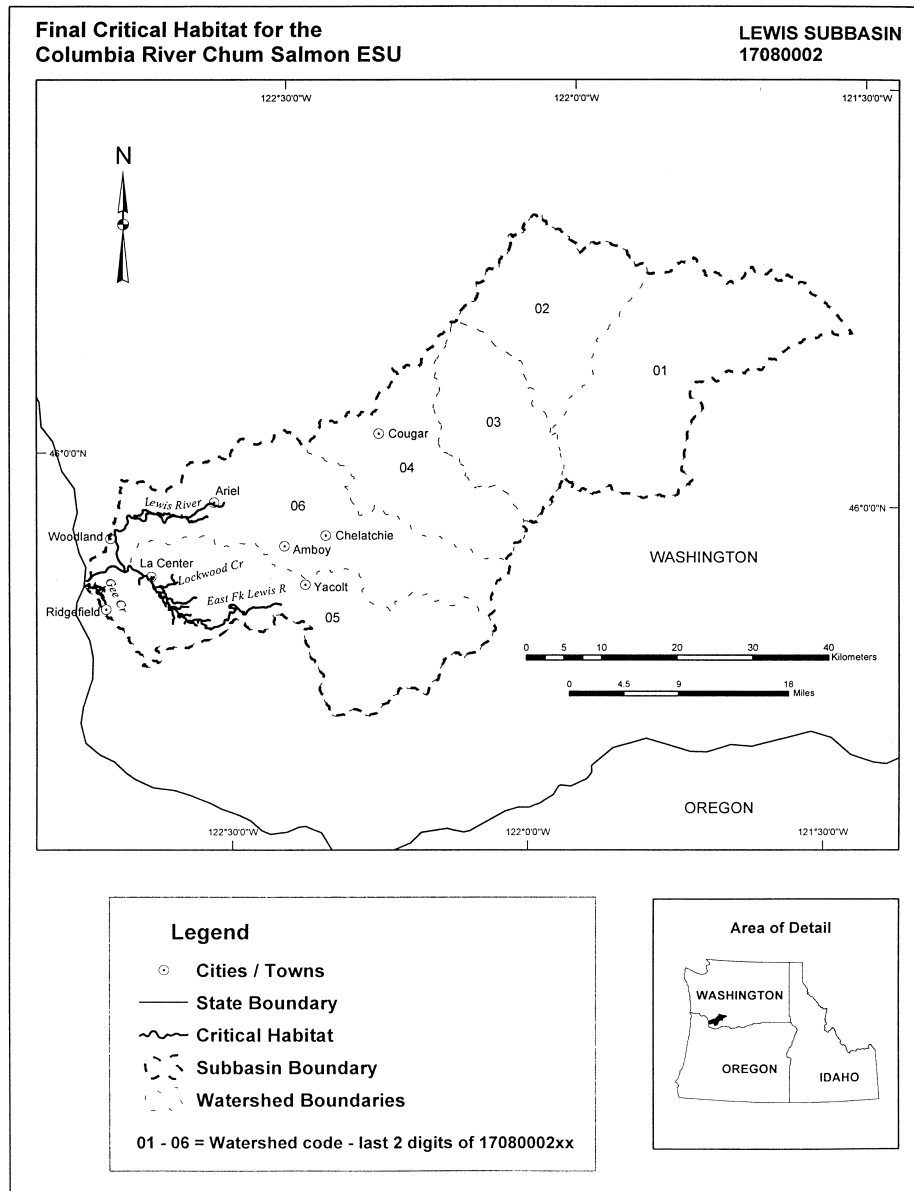 Final Critical Habitat for the
Columbia River Chum Salmon ESU
LEWIS SUBBASIN
17080002
122°30'0"W
122°0'0"W
121°30'0"W
N
02
01
03
Cougar
46°0'0"N
04
Ariel
Lewis River
06
46°0'0"N
Woodland
Chelatchie
Amboy
WASHINGTON
La Center
Lockwood Cr
Gee Cr
Yacolt
East Fk Lewis R
Ridgefield
05
0 5 10 20 30 40
Kilometers
0 4.5 9 18
Miles
OREGON
122°30'0"W
122°0'0"W
121°30'0"W
Legend
Cities / Towns
State Boundary
Critical Habitat
Subbasin Boundary
Watershed Boundaries
01 - 06 = Watershed code - last 2 digits of 17080002xx
Area of Detail
WASHINGTON
OREGON
IDAHO